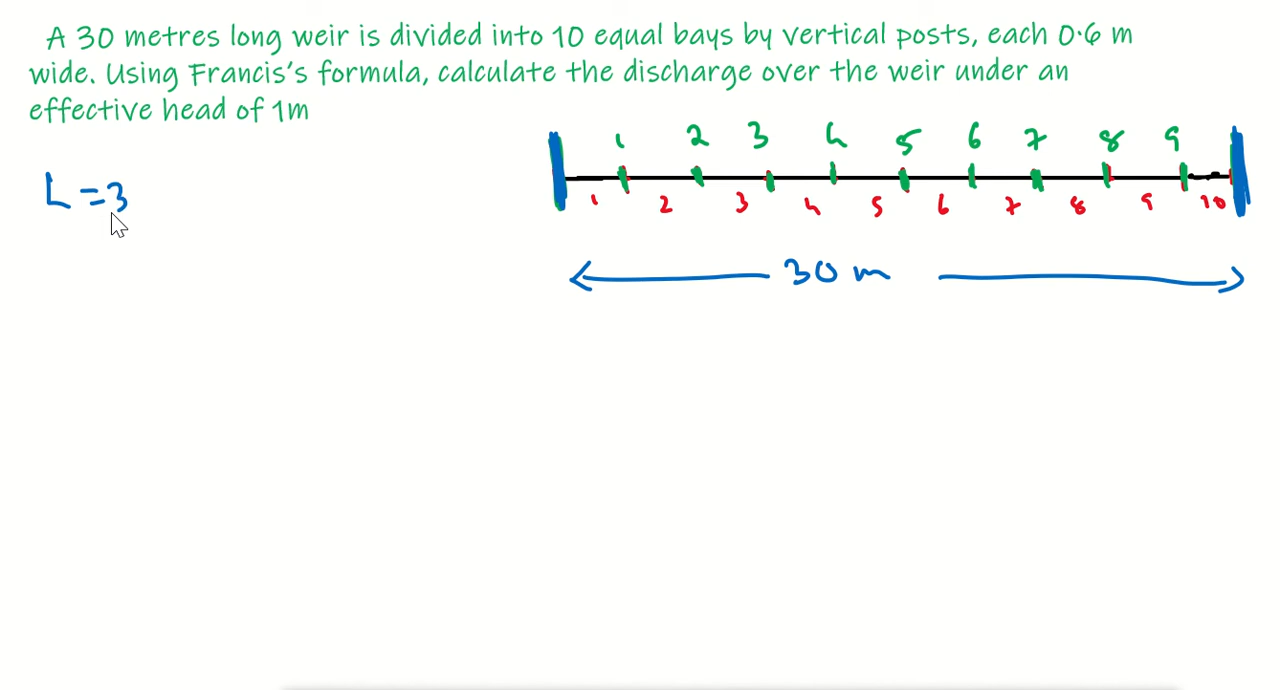 A 30 metres long weir is divided into 10 equal bays by vertical posts, each 0.6 m
wide. Using Francis's formula, calculate the discharge over the weir under an
effective head of 1m
1 2 3 4 5 6 7 8 9
L = 3
1 2 3 4 5 6 7 8 9 10
30 m